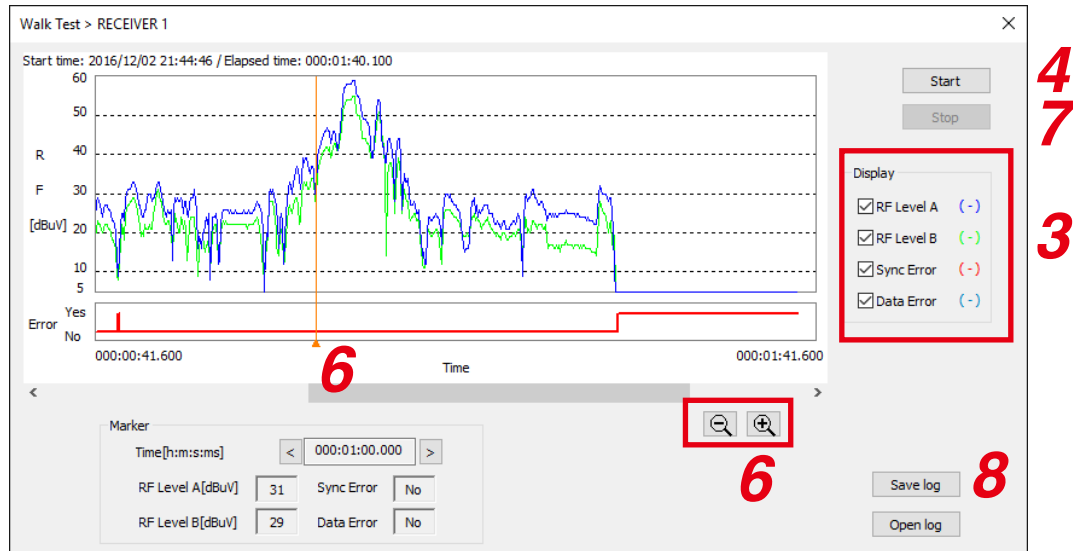 Walk Test > RECEIVER 1
Start time: 2016/12/02 21:44:46 / Elapsed time: 000:01:40.100
60
50
40
30
20
10
5
R
F
[dBuV]
Error
Yes
No
000:00:41.600
000:01:41.600
Time
6
Start
4
Stop
7
Display
RF Level A (-)
RF Level B (-)
Sync Error (-)
Data Error (-)
3
6
Marker
Time[h:m:s:ms] < 000:01:00.000 >
RF Level A[dBuV] 31 Sync Error No
RF Level B[dBuV] 29 Data Error No
Save log
8
Open log